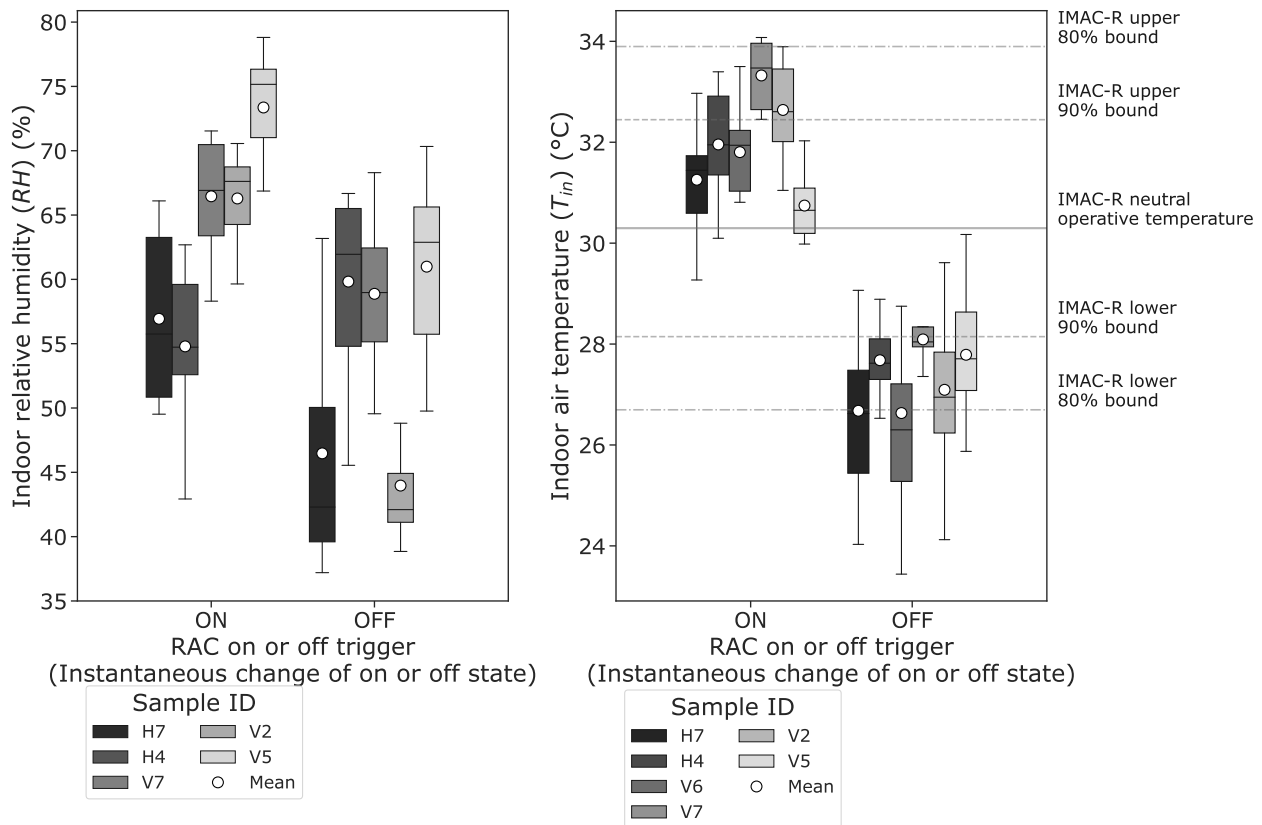 80
75
70
65
60
55
50
45
40
35
Indoor relative humidity (RH) (%)
ON
OFF
RAC on or off trigger
(Instantaneous change of on or off state)
Sample ID
H7
H4
V7
V2
V5
Mean
34
32
30
28
26
24
Indoor air temperature (Tin) (°C)
ON
OFF
RAC on or off trigger
(Instantaneous change of on or off state)
IMAC-R upper
80% bound
IMAC-R upper
90% bound
IMAC-R neutral
operative temperature
IMAC-R lower
90% bound
IMAC-R lower
80% bound
Sample ID
H7
H4
V6
V7
V2
V5
Mean